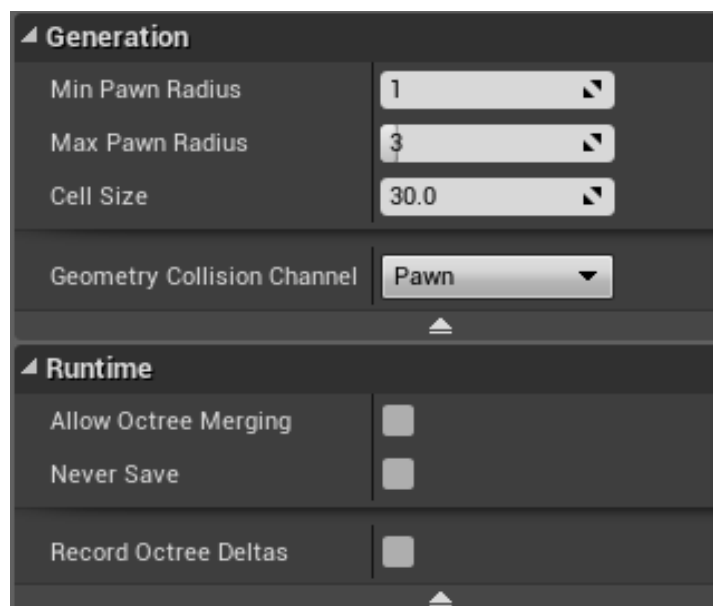 Generation
Min Pawn Radius 1
Max Pawn Radius 3
Cell Size 30.0
Geometry Collision Channel Pawn
Runtime
Allow Octree Merging
Never Save
Record Octree Deltas